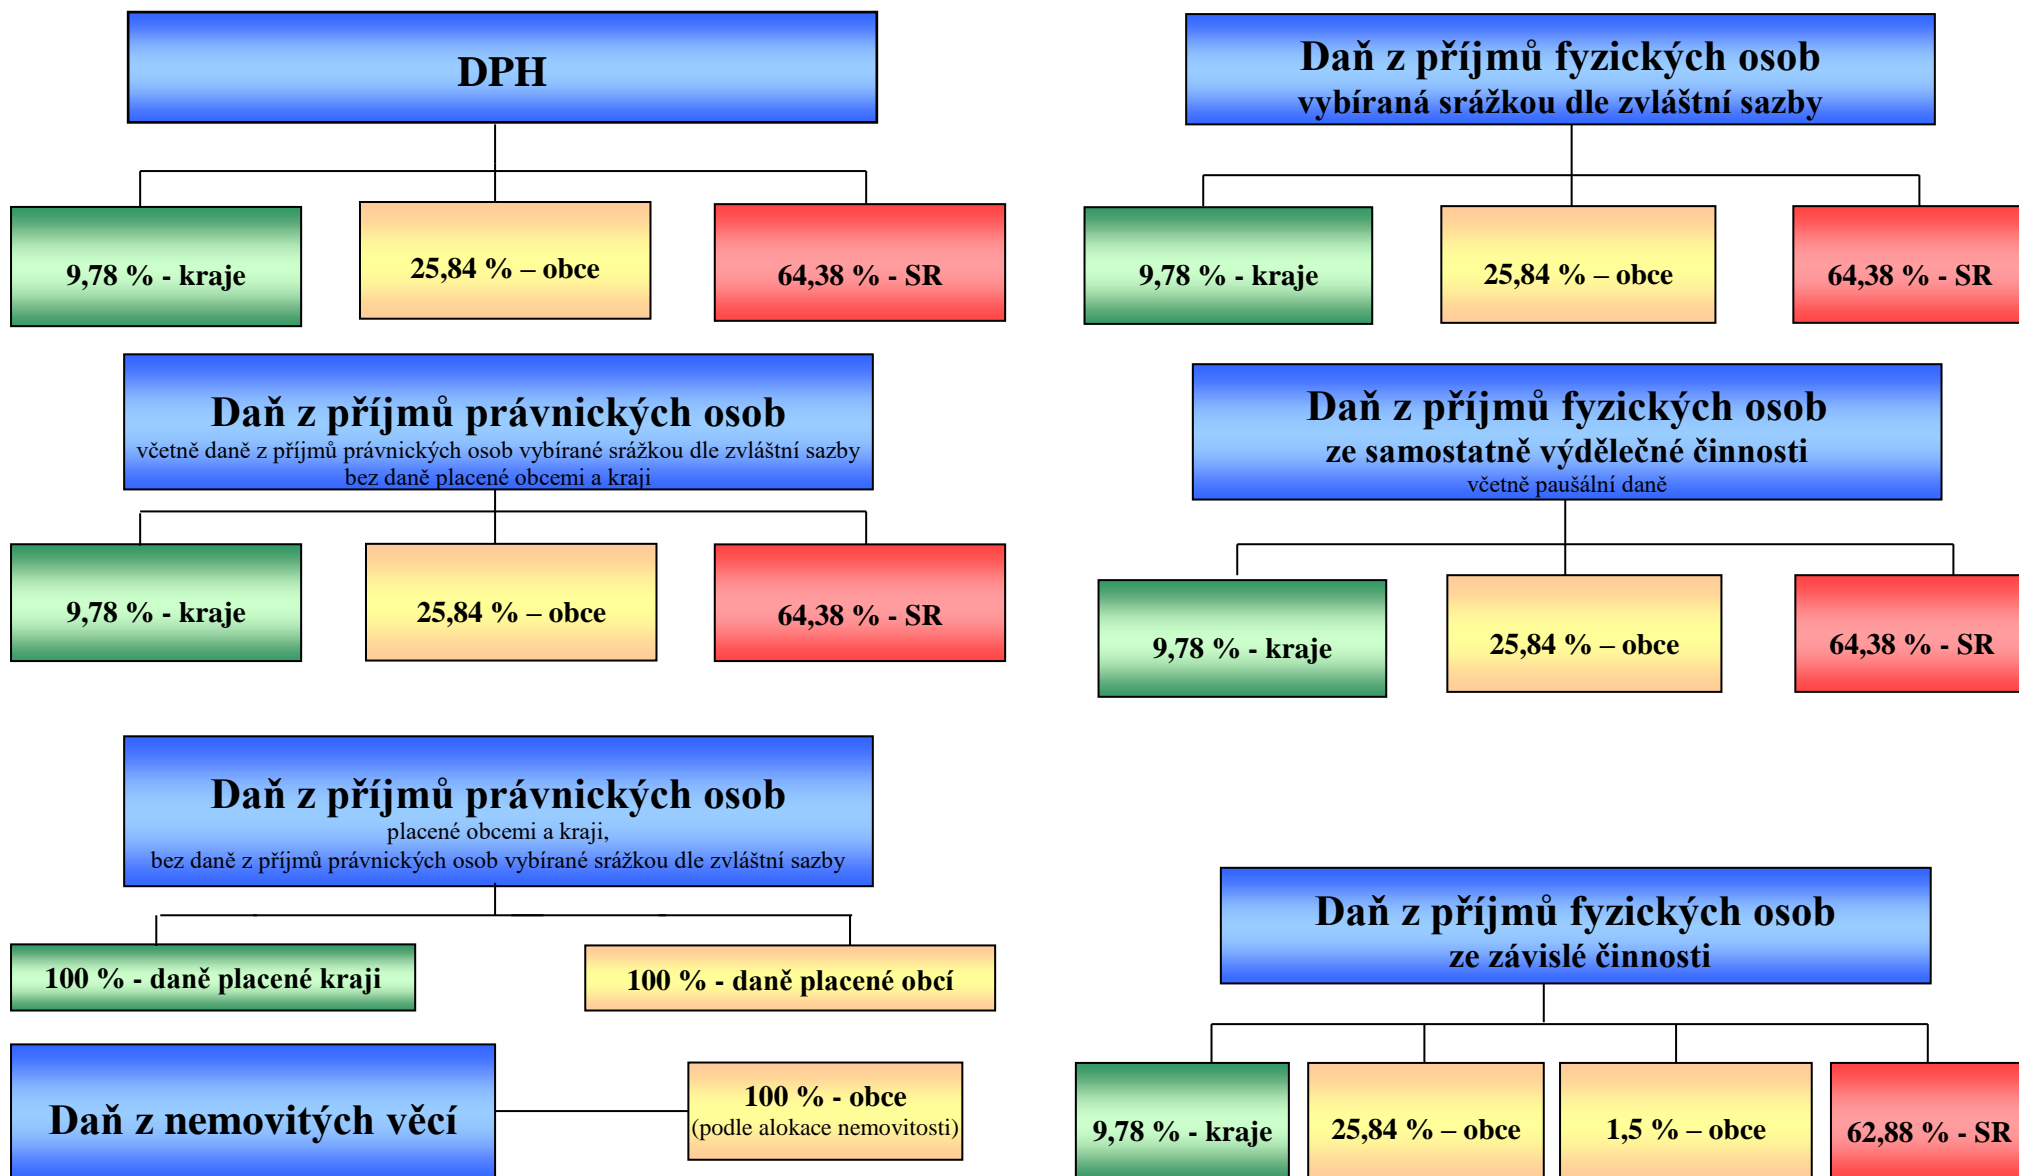 DPH
9,78 % - kraje
25,84 % – obce
64,38 % - SR
Daň z příjmů právnických osob
včetně daně z příjmů právnických osob vybírané srážkou dle zvláštní sazby
bez daně placené obcemi a kraji
9,78 % - kraje
25,84 % – obce
64,38 % - SR
Daň z příjmů právnických osob
placené obcemi a kraji,
bez daně z příjmů právnických osob vybírané srážkou dle zvláštní sazby
100 % - daně placené kraji
100 % - daně placené obcí
Daň z nemovitých věcí
100 % - obce
(podle alokace nemovitosti)
Daň z příjmů fyzických osob
vybíraná srážkou dle zvláštní sazby
9,78 % - kraje
25,84 % – obce
64,38 % - SR
Daň z příjmů fyzických osob
ze samostatně výdělečné činnosti
včetně paušální daně
9,78 % - kraje
25,84 % – obce
64,38 % - SR
Daň z příjmů fyzických osob
ze závislé činnosti
9,78 % - kraje
25,84 % – obce
1,5 % – obce
62,88 % - SR